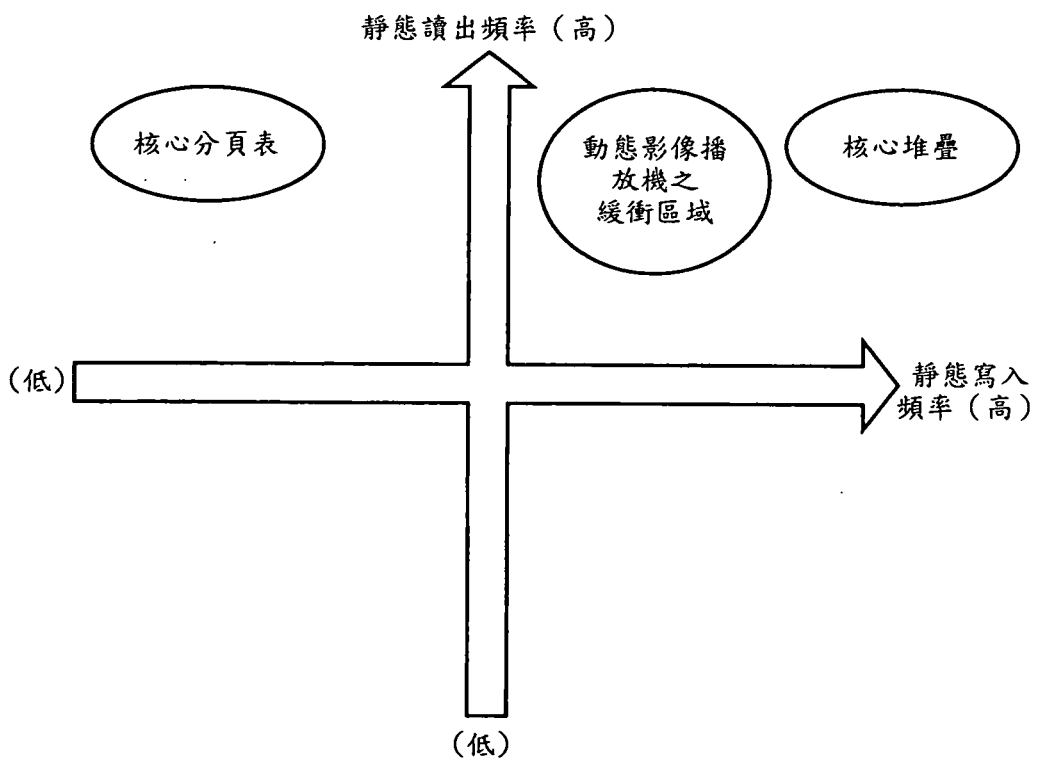 靜態讀出頻率（高）
核心分頁表
動態影像播
放機之
緩衝區域
核心堆疊
（低）
靜態寫入
頻率（高）
（低）